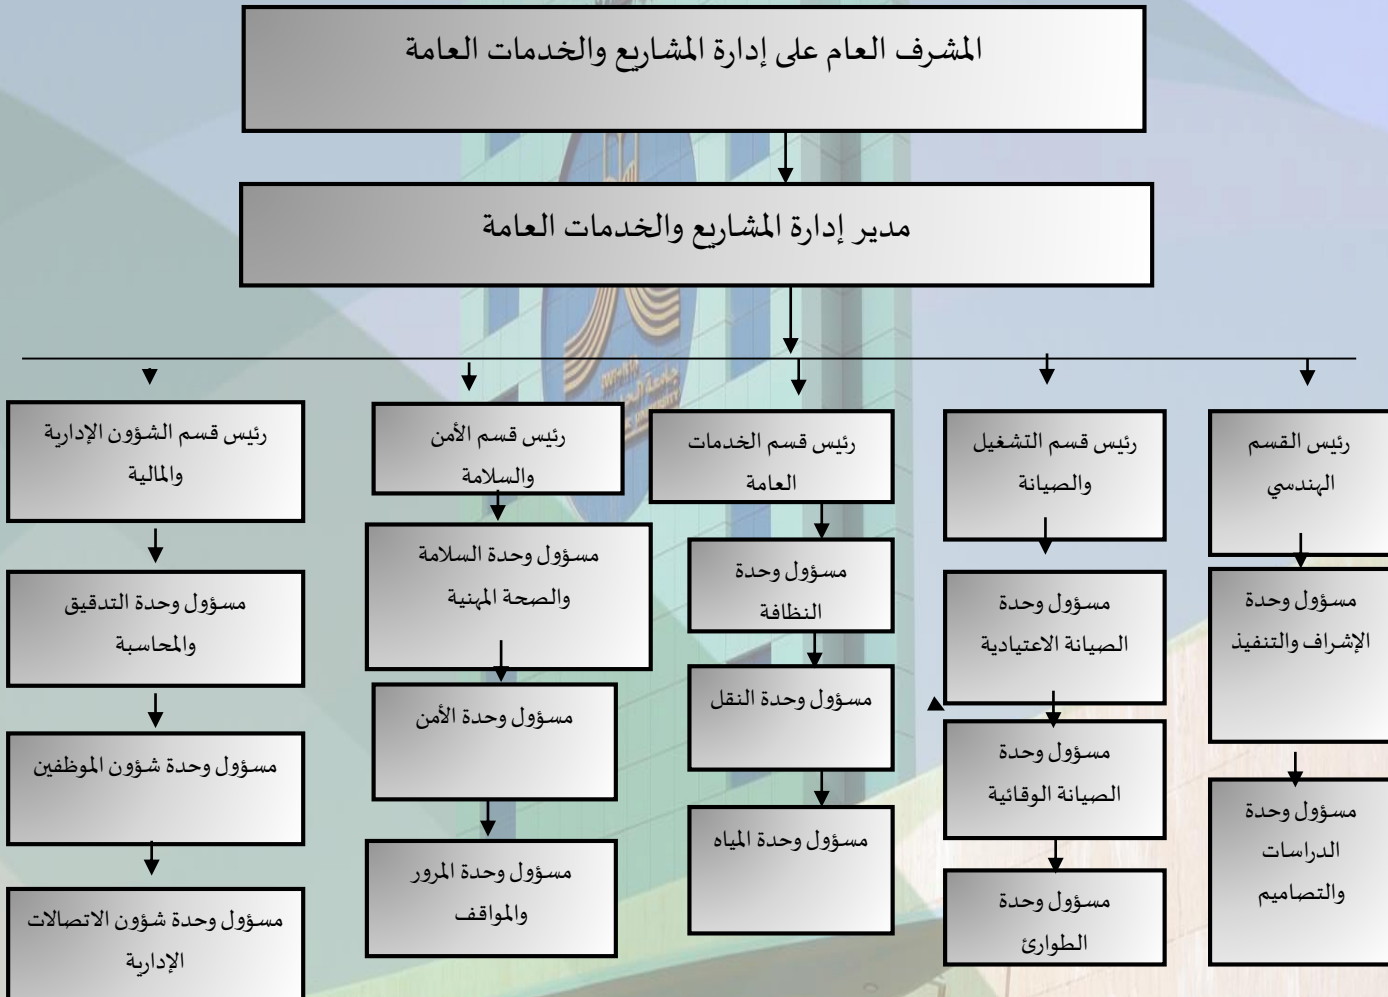 المشرف العام على إدارة المشاريع والخدمات العامة
مدير إدارة المشاريع والخدمات العامة
رئيس القسم
الهندسي
مسؤول وحدة
الإشراف والتنفيذ
مسؤول وحدة
الدراسات
والتصاميم
رئيس قسم التشغيل
والصيانة
مسؤول وحدة
الصيانة الاعتيادية
مسؤول وحدة
الصيانة الوقائية
مسؤول وحدة
الطوارئ
رئيس قسم الخدمات
العامة
مسؤول وحدة
النظافة
مسؤول وحدة النقل
مسؤول وحدة المياه
رئيس قسم الأمن
والسلامة
مسؤول وحدة السلامة
والصحة المهنية
مسؤول وحدة الأمن
مسؤول وحدة المرور
والمواقف
رئيس قسم الشؤون الإدارية
والمالية
مسؤول وحدة التدقيق
والمحاسبة
مسؤول وحدة شؤون الموظفين
مسؤول وحدة شؤون الاتصالات
الإدارية